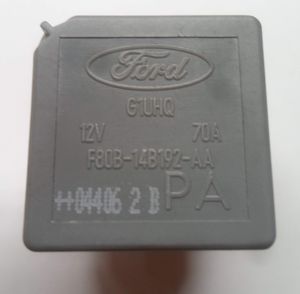 Ford
G1UHQ
12V 70A
F80B-14B192-AA
++04406 2 B PA